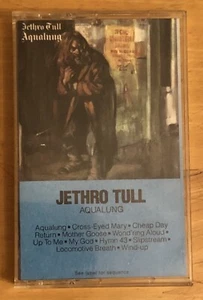 Jethro Tull
Aqualung
JETHRO TULL
AQUALUNG
Aqualung • Cross-Eyed Mary • Cheap Day
Return • Mother Goose • Wond'ring Aloud •
Up To Me • My God • Hymn 43 • Slipstream •
Locomotive Breath • Wind-up